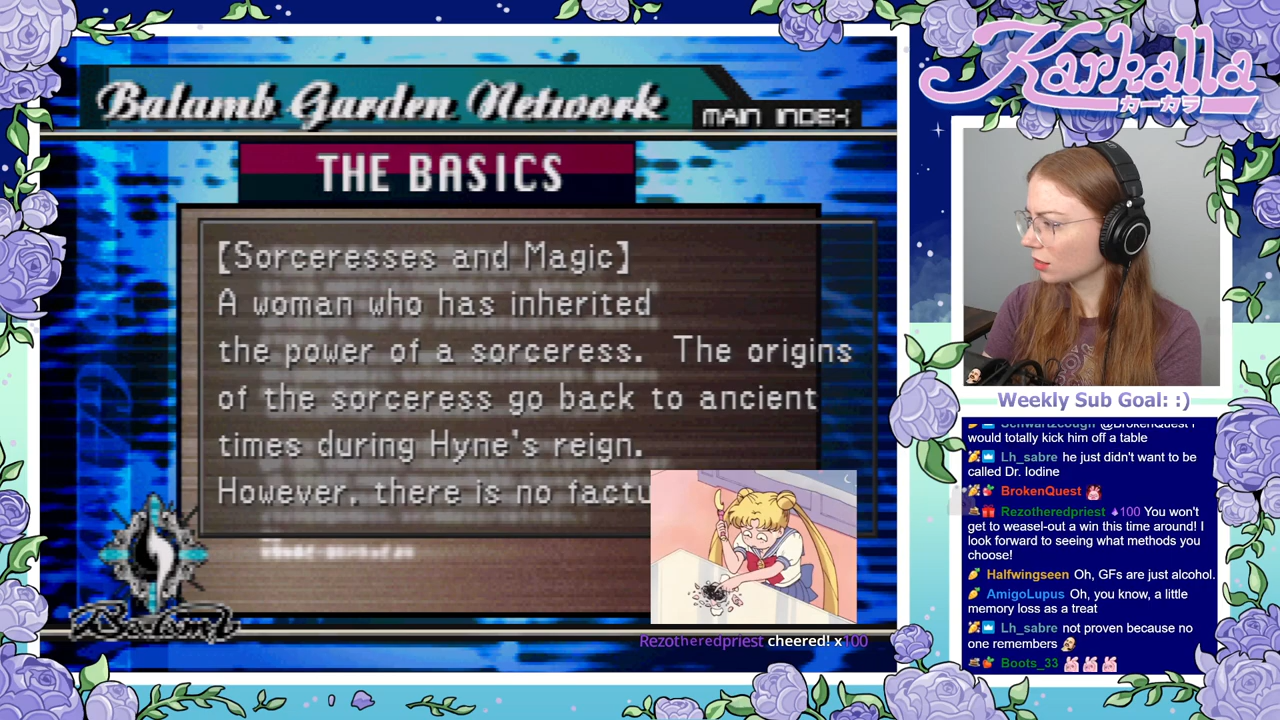 Balamb Garden Network
MAIN INDEX
THE BASICS
[Sorceresses and Magic]
A woman who has inherited
the power of a sorceress. The origins
of the sorceress go back to ancient
times during Hyne's reign.
However, there is no factu
Balamb
Rezotheredpriest cheered! x100
Karkalla
カーカラ
Weekly Sub Goal: :)
Schwartzcough @BrokenQuest I
would totally kick him off a table
Lh_sabre he just didn't want to be
called Dr. Iodine
BrokenQuest
Rezotheredpriest 100 You won't
get to weasel-out a win this time around! I
look forward to seeing what methods you
choose!
Halfwingseen Oh, GFs are just alcohol.
AmigoLupus Oh, you know, a little
memory loss as a treat
Lh_sabre not proven because no
one remembers
Boots_33